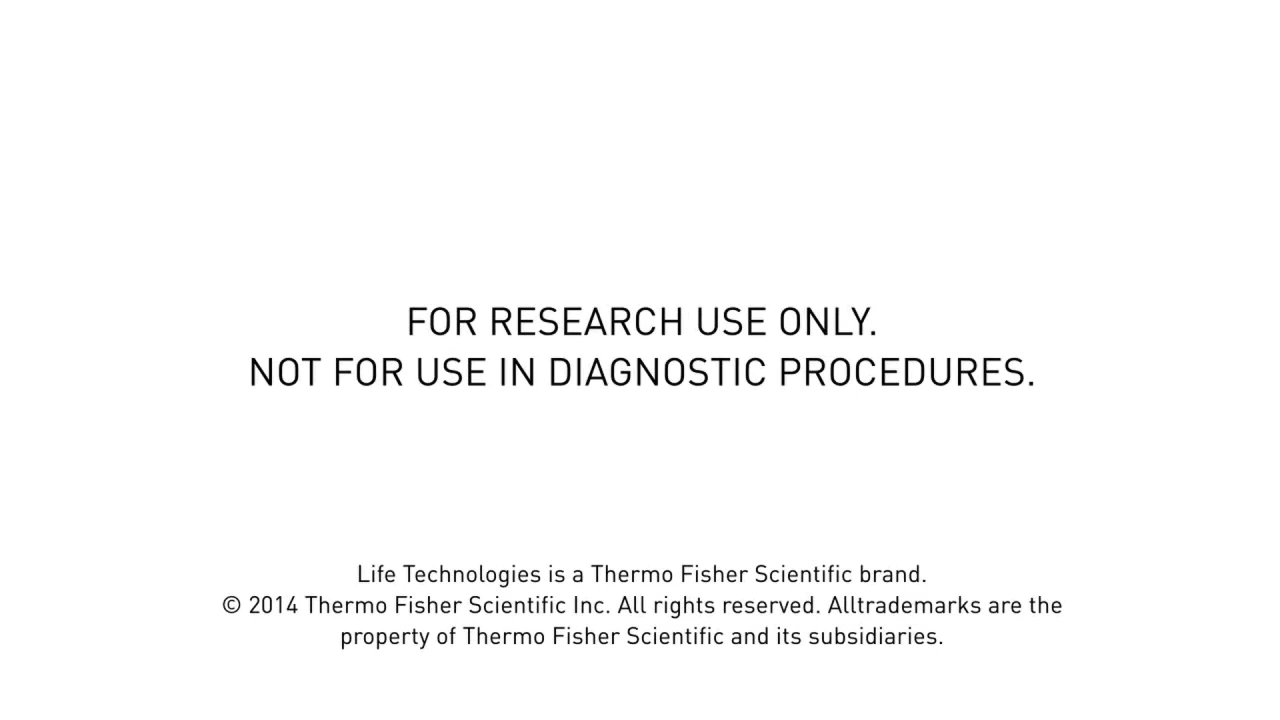 FOR RESEARCH USE ONLY.
NOT FOR USE IN DIAGNOSTIC PROCEDURES.
Life Technologies is a Thermo Fisher Scientific brand.
© 2014 Thermo Fisher Scientific Inc. All rights reserved. Alltrademarks are the
property of Thermo Fisher Scientific and its subsidiaries.